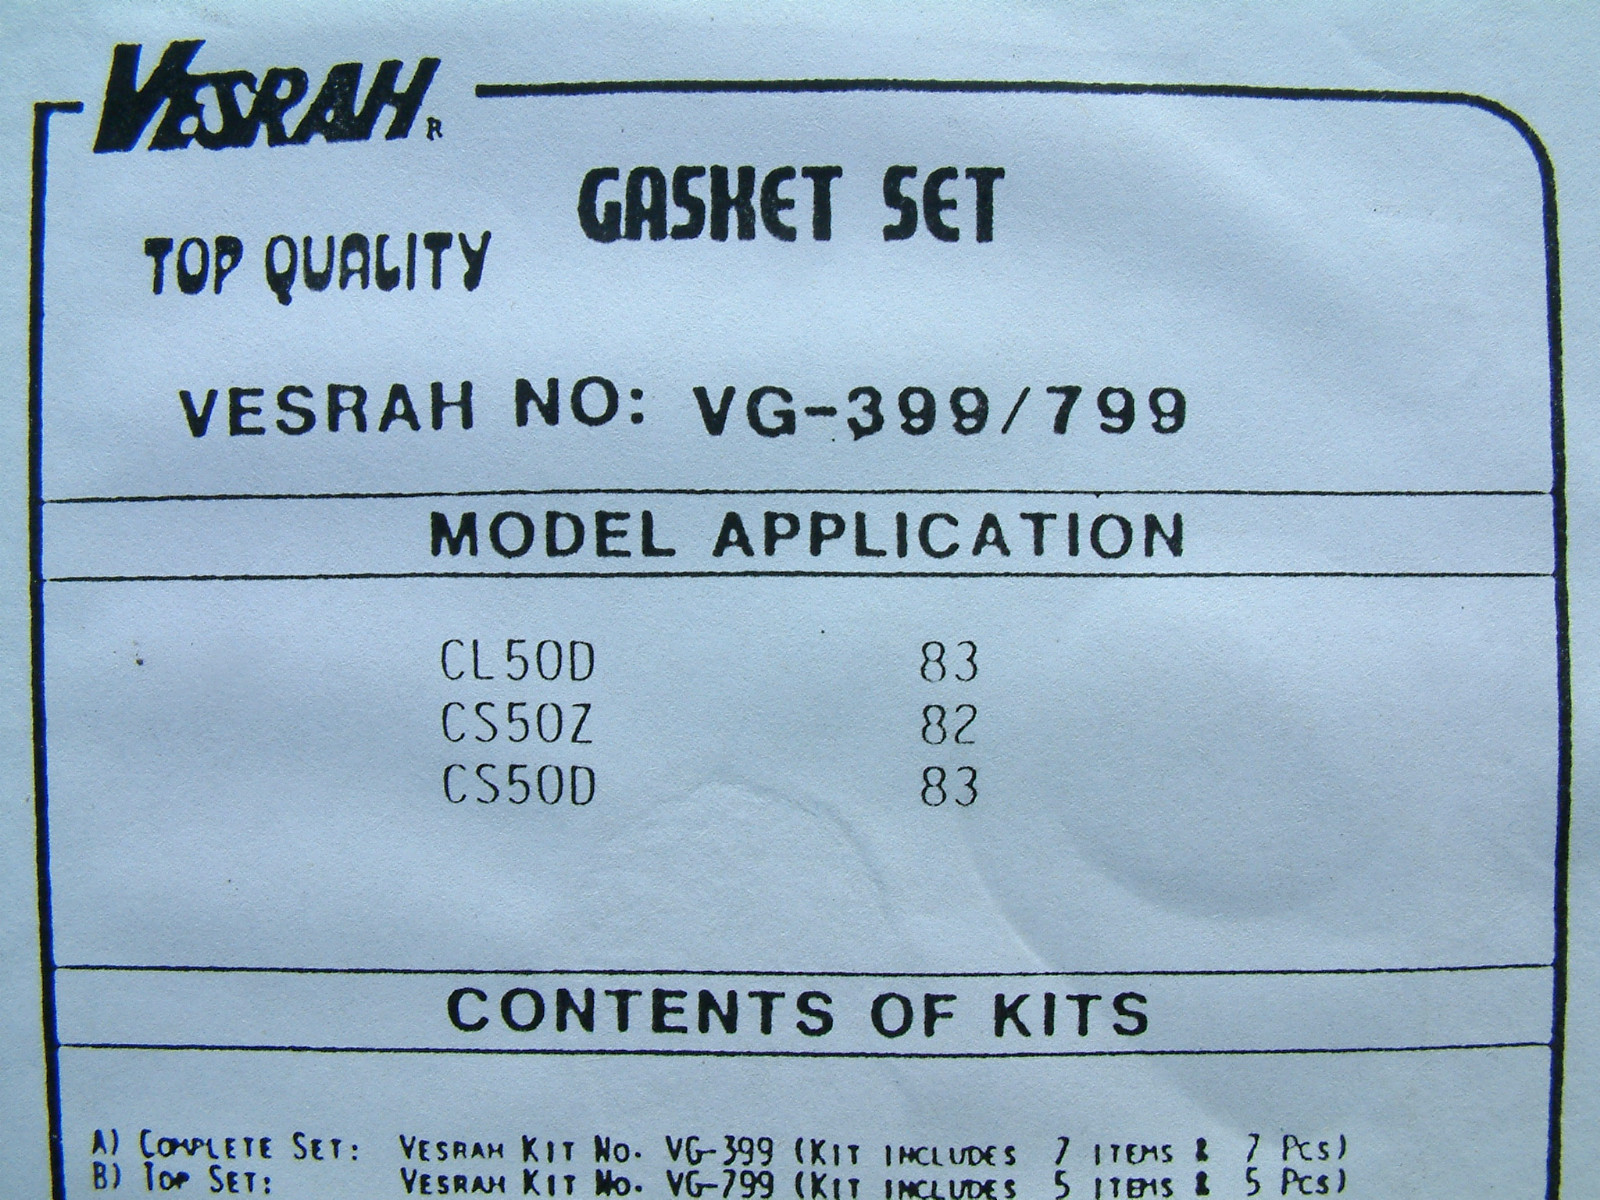 VESRAH R
GASKET SET
TOP QUALITY
VESRAH NO: VG-399/799
MODEL APPLICATION
CL50D 83
CS50Z 82
CS50D 83
CONTENTS OF KITS
A) COMPLETE SET: VESRAH KIT NO. VG-399 (KIT INCLUDES 7 ITEMS & 7 PCS)
B) TOP SET: VESRAH KIT NO. VG-799 (KIT INCLUDES 5 ITEMS & 5 PCS)